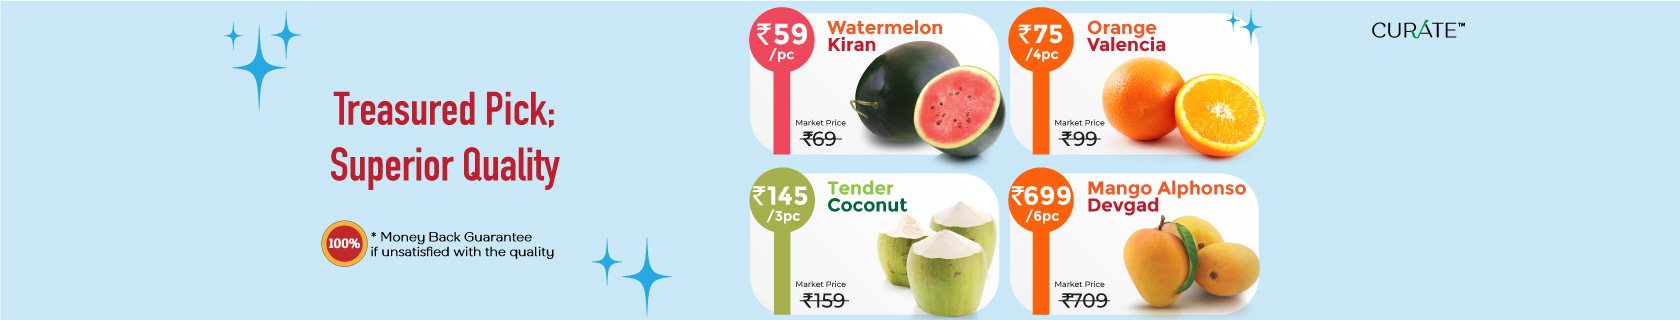 Treasured Pick;
Superior Quality
100%
* Money Back Guarantee
if unsatisfied with the quality
₹59
/pc
Watermelon
Kiran
Market Price
₹69
₹75
/4pc
Orange
Valencia
Market Price
₹99
₹145
/3pc
Tender
Coconut
Market Price
₹159
₹699
/6pc
Mango Alphonso
Devgad
Market Price
₹709
CURÁTE™